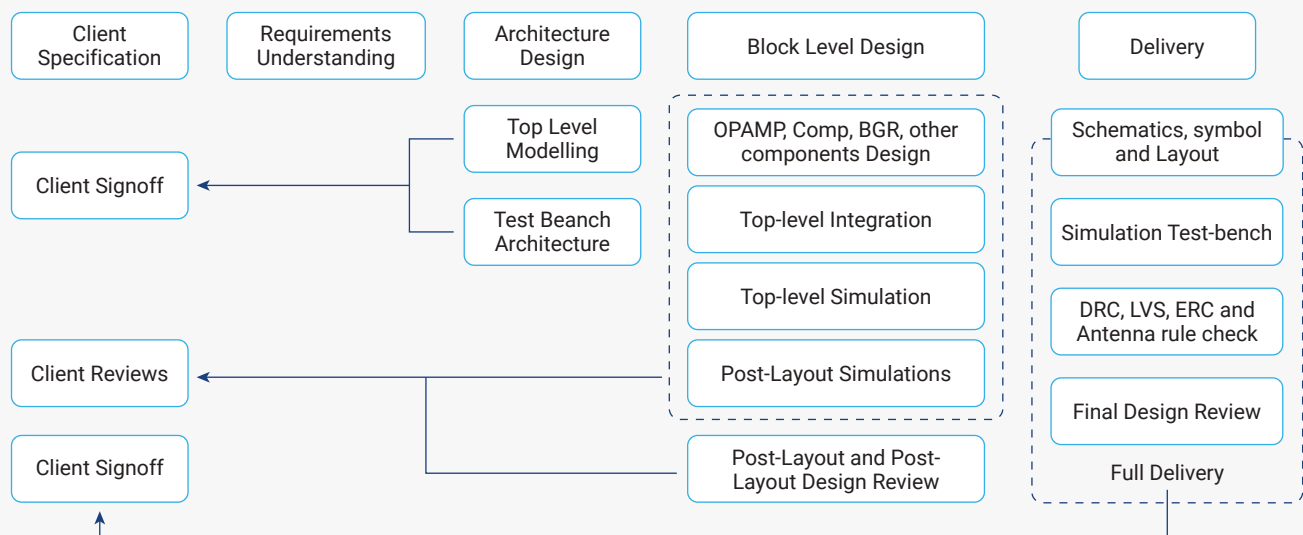 Client
Specification
Requirements
Understanding
Architecture
Design
Block Level Design
Delivery
Top Level
Modelling
Test Beanch
Architecture
Client Signoff
Client Reviews
Client Signoff
OPAMP, Comp, BGR, other
components Design
Top-level Integration
Top-level Simulation
Post-Layout Simulations
Post-Layout and Post-
Layout Design Review
Schematics, symbol
and Layout
Simulation Test-bench
DRC, LVS, ERC and
Antenna rule check
Final Design Review
Full Delivery